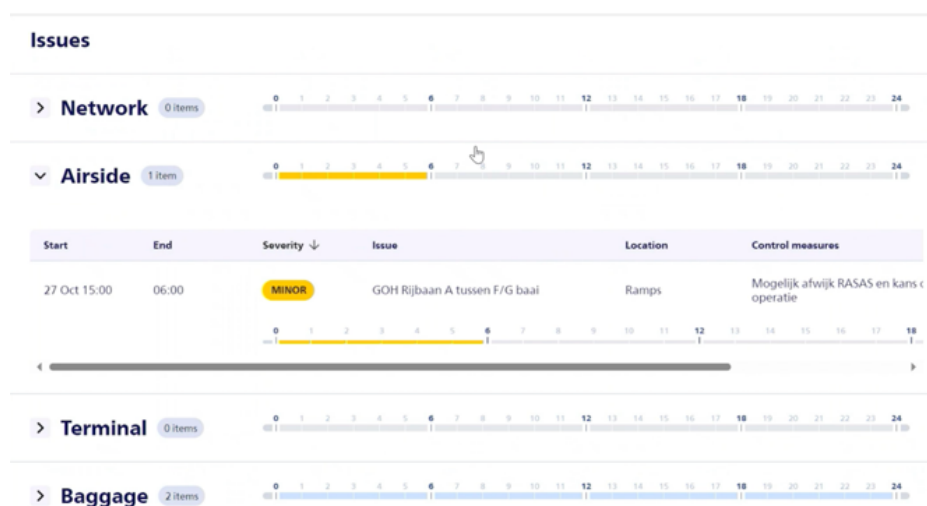 Issues
Network 0 items 0 1 2 3 4 5 6 7 8 9 10 11 12 13 14 15 16 17 18 19 20 21 22 23 24
Airside 1 item 0 1 2 3 4 5 6 7 8 9 10 11 12 13 14 15 16 17 18 19 20 21 22 23 24
Start End Severity Issue Location Control measures
27 Oct 15:00 06:00 MINOR GOH Rijbaan A tussen F/G baai Ramps Mogelijk afwijk RASAS en kans
operatie
0 1 2 3 4 5 6 7 8 9 10 11 12 13 14 15 16 17 18
Terminal 0 items 0 1 2 3 4 5 6 7 8 9 10 11 12 13 14 15 16 17 18 19 20 21 22 23 24
Baggage 2 items 0 1 2 3 4 5 6 7 8 9 10 11 12 13 14 15 16 17 18 19 20 21 22 23 24